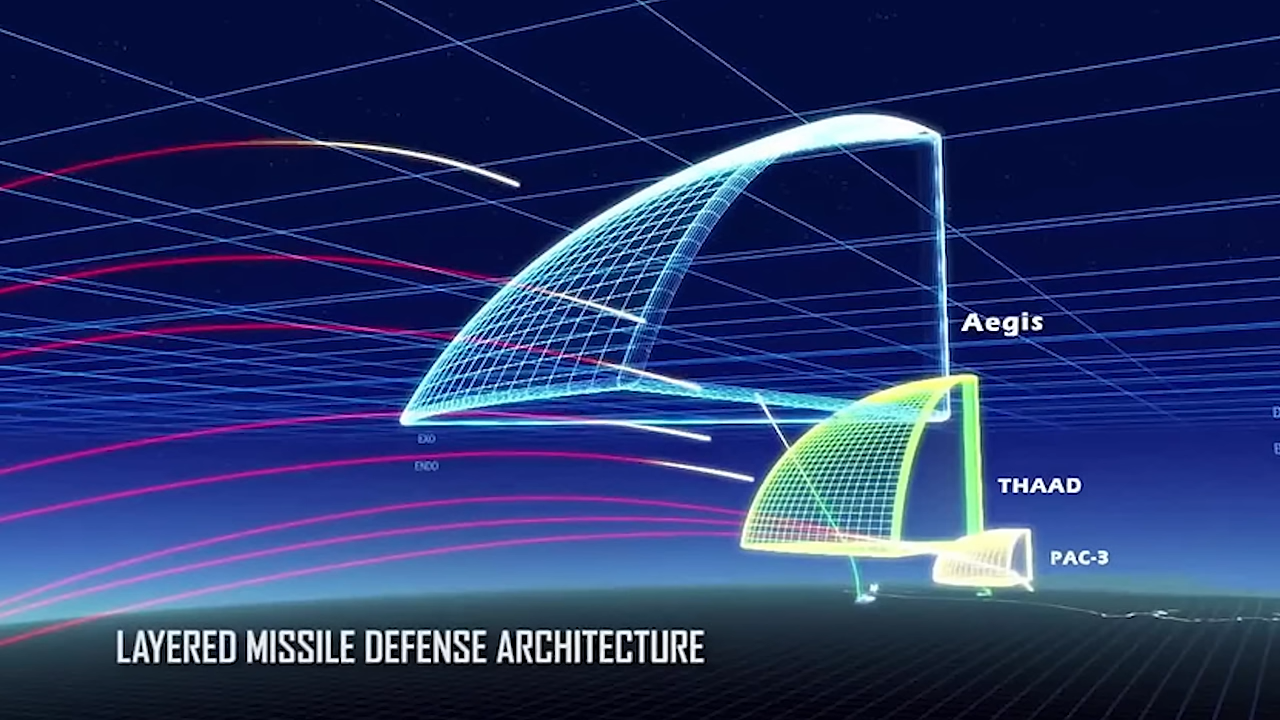 Aegis
EXO
ENDO
THAAD
PAC-3
LAYERED MISSILE DEFENSE ARCHITECTURE